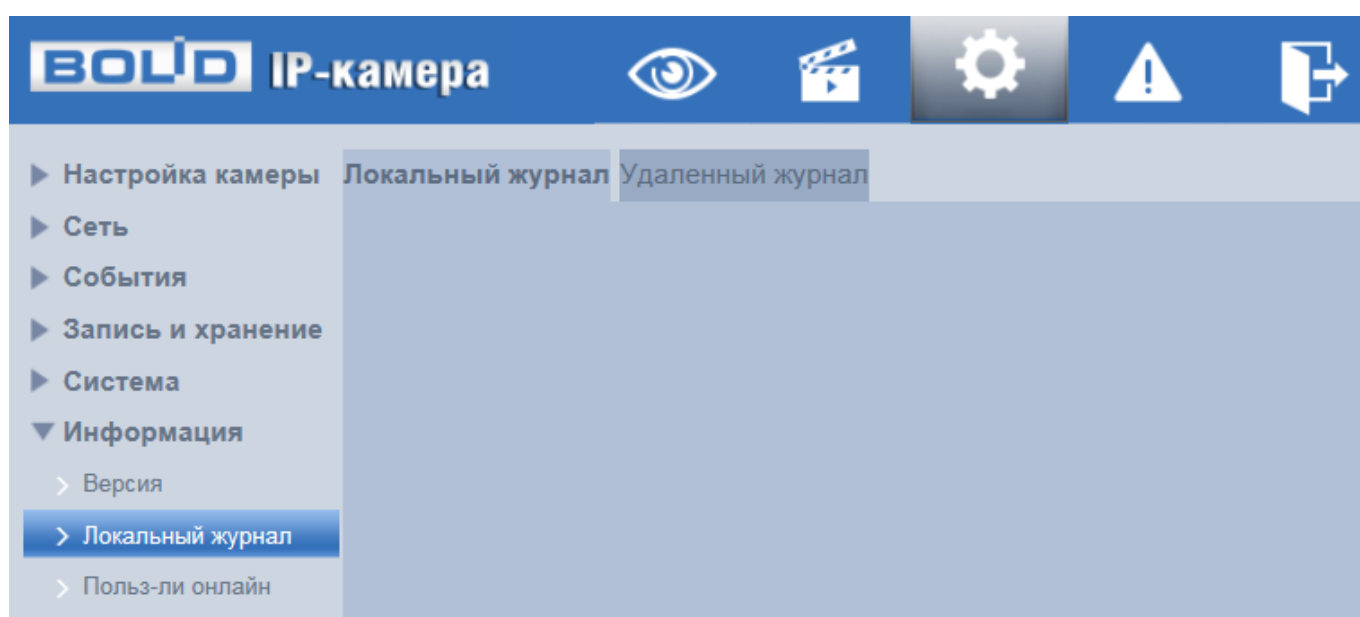 BOLID IP-камера
Настройка камеры
Локальный журнал Удаленный журнал
Сеть
События
Запись и хранение
Система
Информация
Версия
Локальный журнал
Польз-ли онлайн